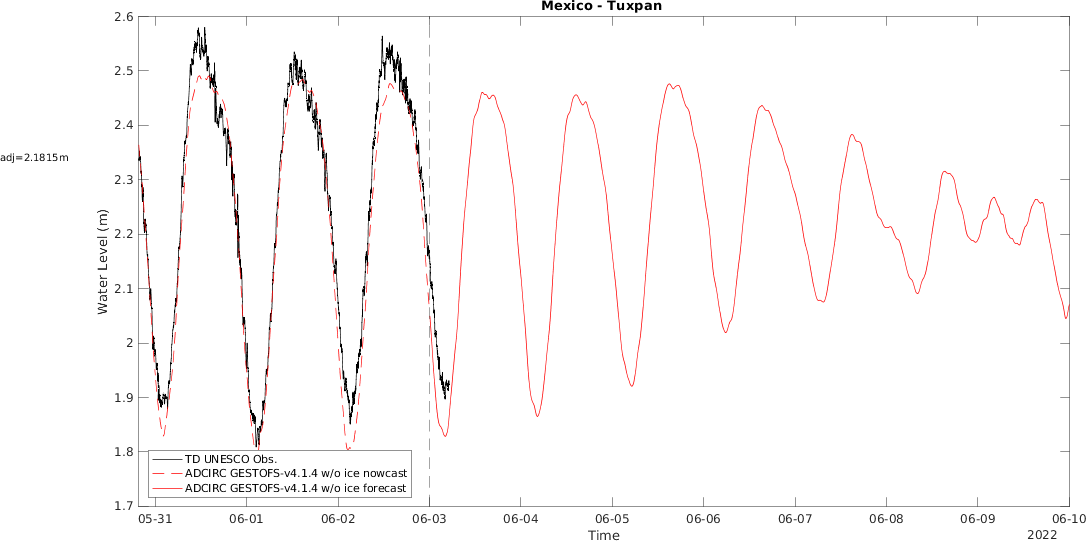 Mexico - Tuxpan
2.6
2.5
2.4
2.3
2.2
2.1
2
1.9
1.8
1.7
adj=2.1815m
Water Level (m)
TD UNESCO Obs.
ADCIRC GESTOFS-v4.1.4 w/o ice nowcast
ADCIRC GESTOFS-v4.1.4 w/o ice forecast
05-31 06-01 06-02 06-03 06-04 06-05 06-06 06-07 06-08 06-09 06-10
Time
2022